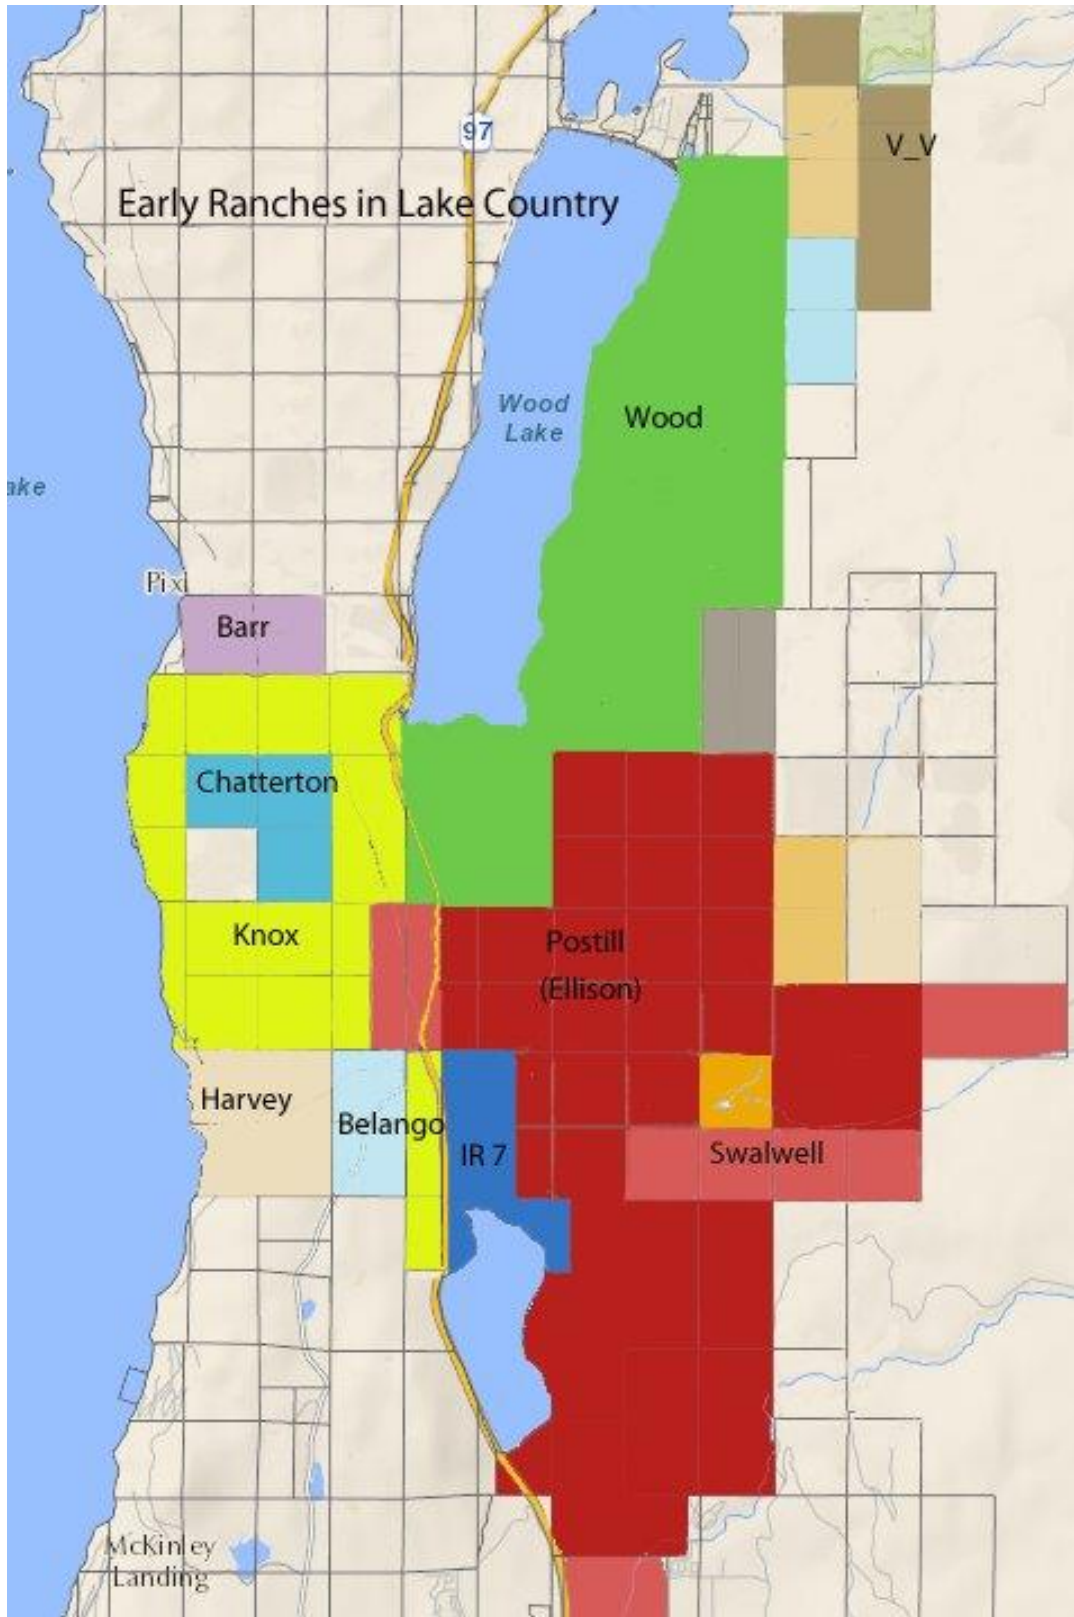 97
V_V
Early Ranches in Lake Country
Wood
Lake
Wood
ake
Pixi
Barr
Chatterton
Knox
Postill
(Ellison)
Harvey
Belango
IR 7
Swalwell
McKinley
Landing